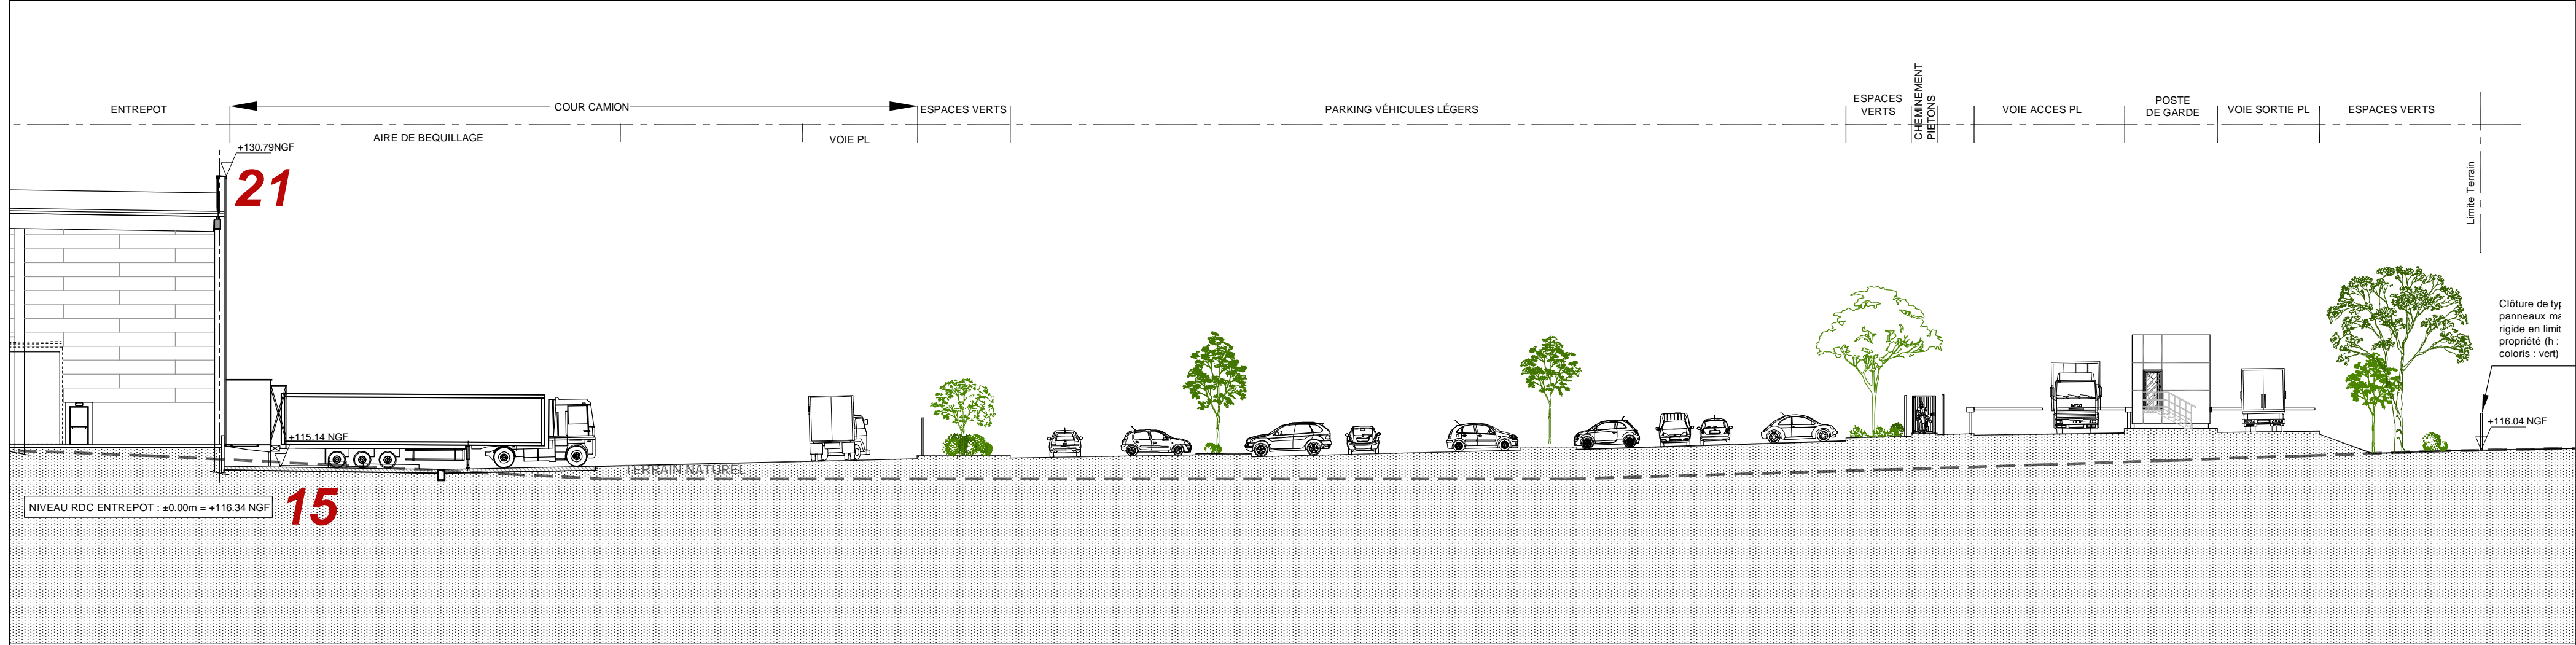 ENTREPOT
COUR CAMION
ESPACES VERTS
PARKING VÉHICULES LÉGERS
ESPACES
VERTS
CHEMINEMENT
PIETONS
VOIE ACCES PL
POSTE
DE GARDE
VOIE SORTIE PL
ESPACES VERTS
AIRE DE BEQUILLAGE
VOIE PL
+130.79NGF
21
Limite Terrain
Clôture de typ
panneaux ma
rigide en limit
propriété (h :
coloris : vert)
+116.04 NGF
+115.14 NGF
TERRAIN NATUREL
NIVEAU RDC ENTREPOT : ±0.00m = +116.34 NGF
15